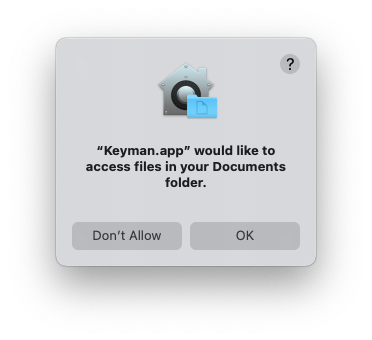 ?
“Keyman.app” would like to
access files in your Documents
folder.
Don’t Allow
OK